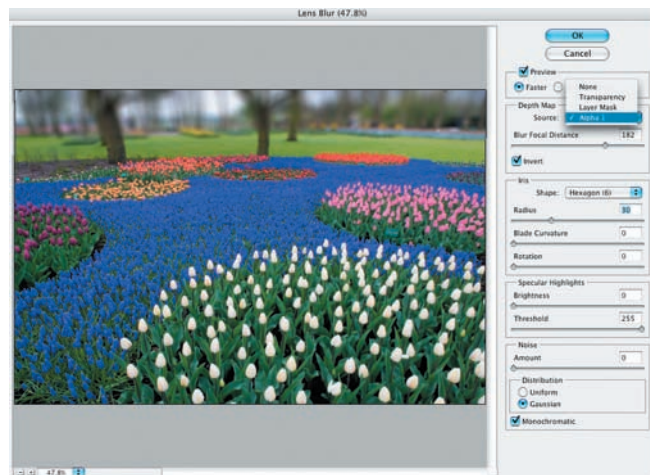 Lens Blur (47.8%)
OK
Cancel
Preview
Faster
None
Transparency
Layer Mask
Alpha 1
Depth Map
Source:
Blur Focal Distance 182
Invert
Iris
Shape: Hexagon (6)
Radius 30
Blade Curvature 0
Rotation 0
Specular Highlights
Brightness 0
Threshold 255
Noise
Amount 0
Distribution
Uniform
Gaussian
Monochromatic
47.8%